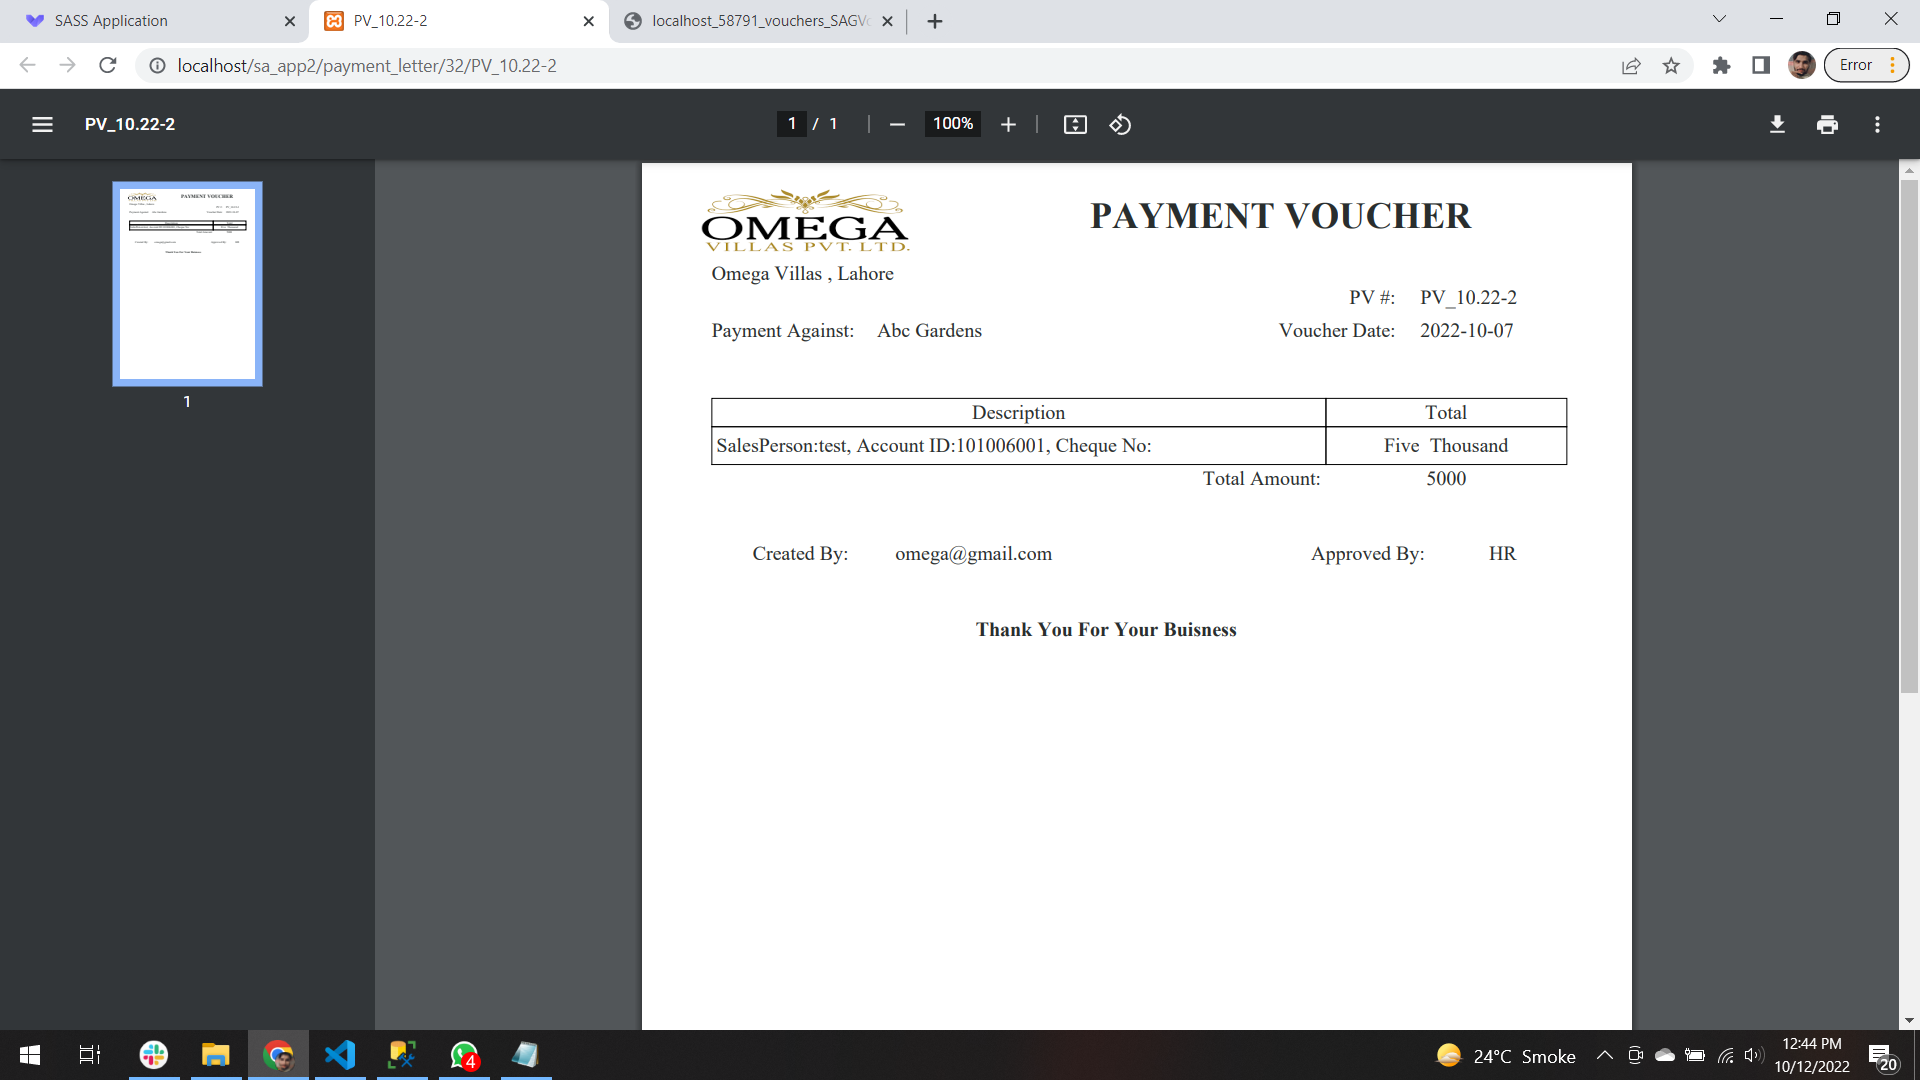 SASS Application
PV_10.22-2
localhost_58791_vouchers_SAGV
localhost/sa_app2/payment_letter/32/PV_10.22-2
Error
PV_10.22-2
1 / 1
100%
1
OMEGA
VILLAS PVT. LTD.
PAYMENT VOUCHER
Omega Villas , Lahore
PV #: PV_10.22-2
Payment Against: Abc Gardens
Voucher Date: 2022-10-07
Description Total
SalesPerson:test, Account ID:101006001, Cheque No: Five Thousand
Total Amount: 5000
Created By: omega@gmail.com
Approved By: HR
Thank You For Your Buisness
4
24°C Smoke
12:44 PM
10/12/2022
20